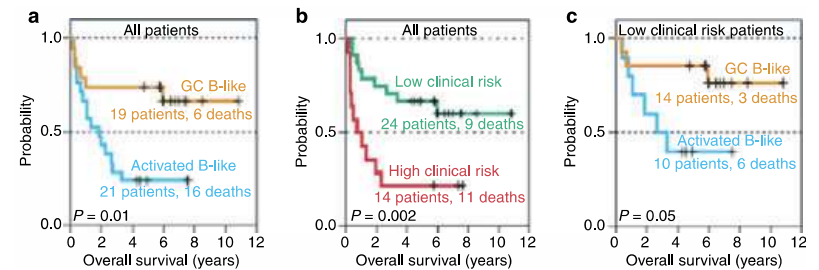 a
All patients
Probability
1.0
0.5
0.0
GC B-like
19 patients, 6 deaths
Activated B-like
21 patients, 16 deaths
P = 0.01
0 2 4 6 8 10 12
Overall survival (years)
b
All patients
Probability
1.0
0.5
0.0
Low clinical risk
24 patients, 9 deaths
High clinical risk
14 patients, 11 deaths
P = 0.002
0 2 4 6 8 10 12
Overall survival (years)
c
Low clinical risk patients
Probability
1.0
0.5
0.0
GC B-like
14 patients, 3 deaths
Activated B-like
10 patients, 6 deaths
P = 0.05
0 2 4 6 8 10 12
Overall survival (years)